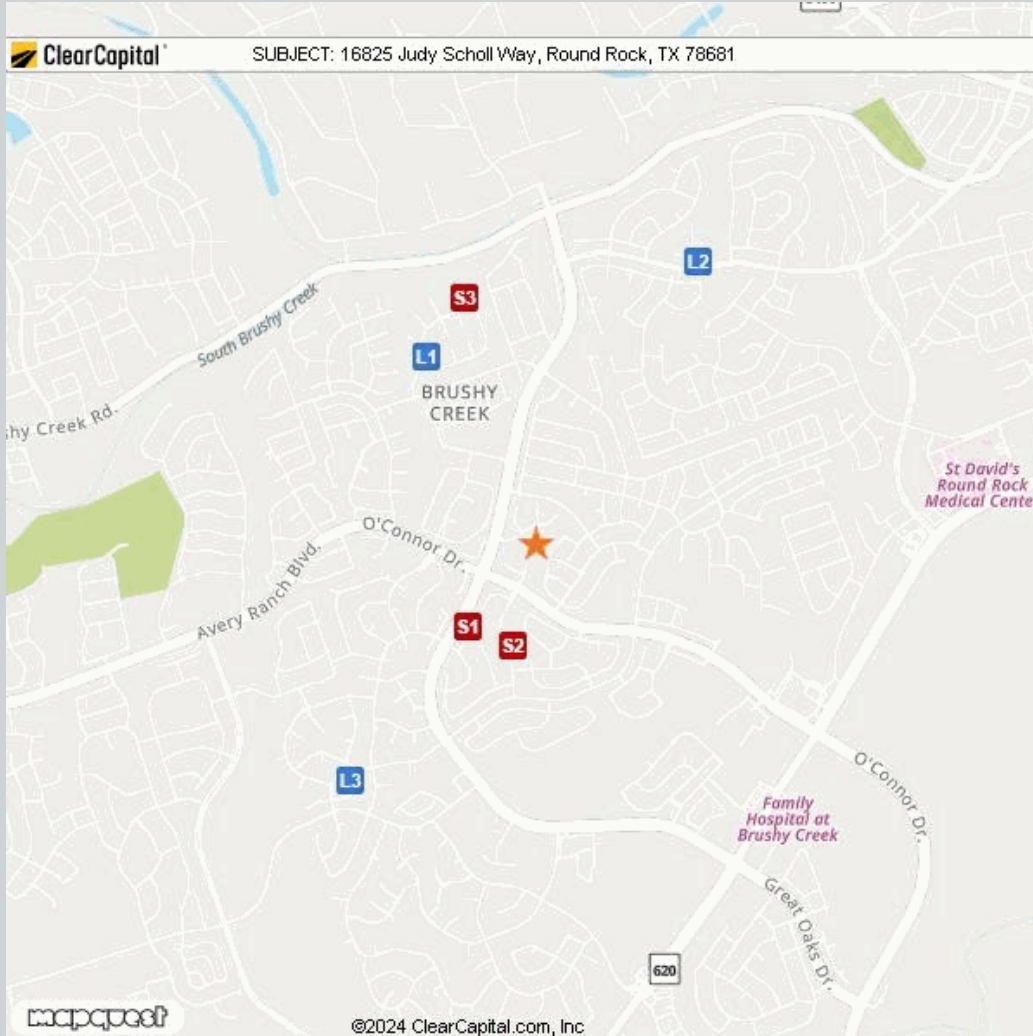 ClearCapital
SUBJECT: 16825 Judy Scholl Way, Round Rock, TX 78681
L2
S3
South Brushy Creek
L1
BRUSHY
CREEK
Creek Rd.
St David's
Round Rock
Medical Cente
O'Connor Dr.
Avery Ranch Blvd.
S1
S2
L3
O'Connor Dr.
Family
Hospital at
Brushy Creek
Great Oaks Dr.
620
mapquest
©2024 ClearCapital.com, Inc